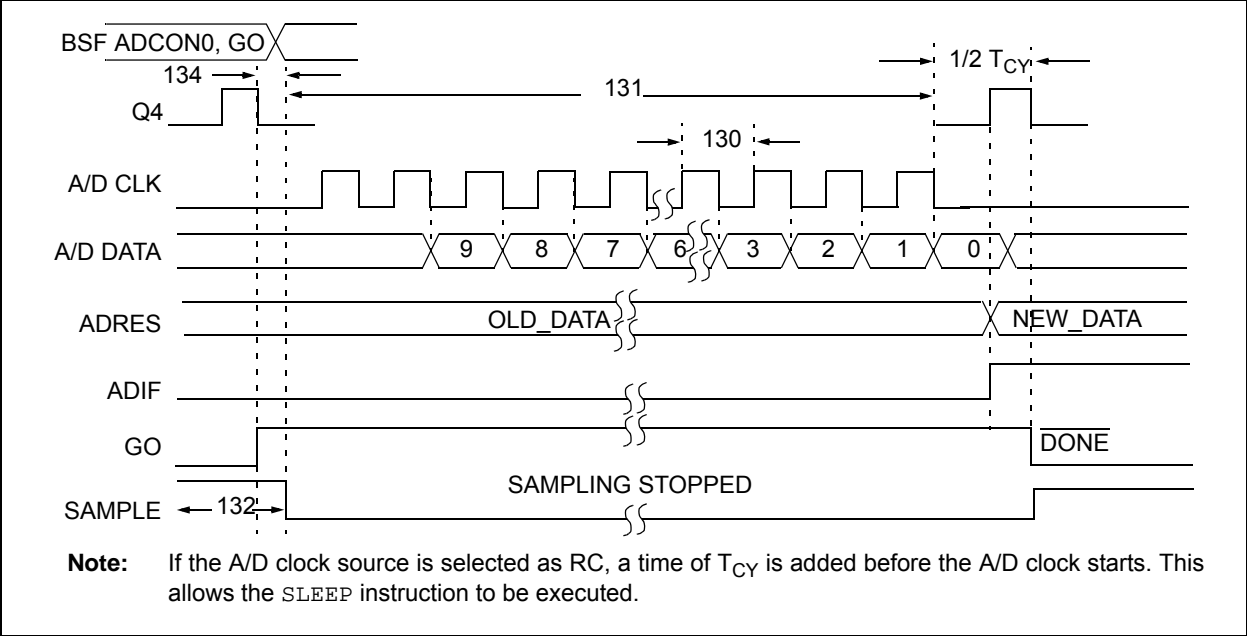 BSF ADCON0, GO
134
1/2 TCY
131
Q4
130
A/D CLK
A/D DATA 9 8 7 6 3 2 1 0
ADRES OLD_DATA NEW_DATA
ADIF
GO DONE
SAMPLING STOPPED
SAMPLE 132
Note: If the A/D clock source is selected as RC, a time of TCY is added before the A/D clock starts. This
allows the SLEEP instruction to be executed.